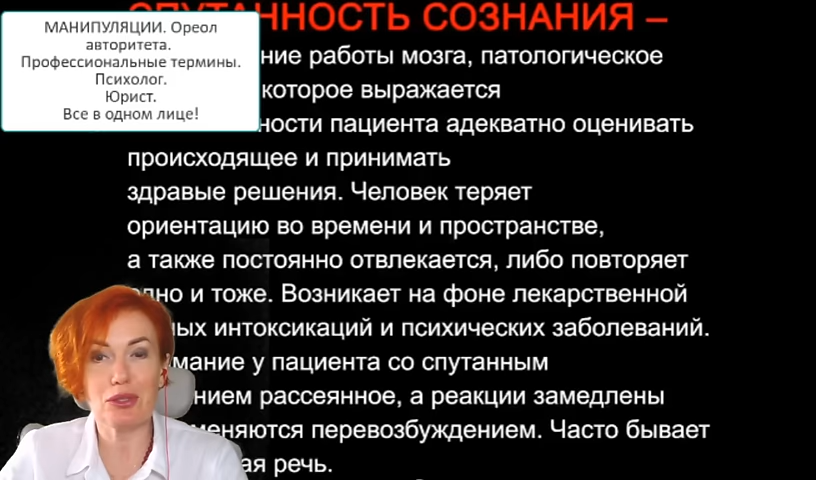 СПУТАННОСТЬ СОЗНАНИЯ –
МАНИПУЛЯЦИИ. Ореол
авторитета.
Профессиональные термины.
Психолог.
Юрист.
Все в одном лице!
работы мозга, патологическое
которое выражается
пациента адекватно оценивать
происходящее и принимать
здравые решения. Человек теряет
ориентацию во времени и пространстве,
а также постоянно отвлекается, либо повторяет
одно и тоже. Возникает на фоне лекарственной
интоксикаций и психических заболеваний.
у пациента со спутанным
рассеянное, а реакции замедлены
перевозбуждением. Часто бывает
речь.